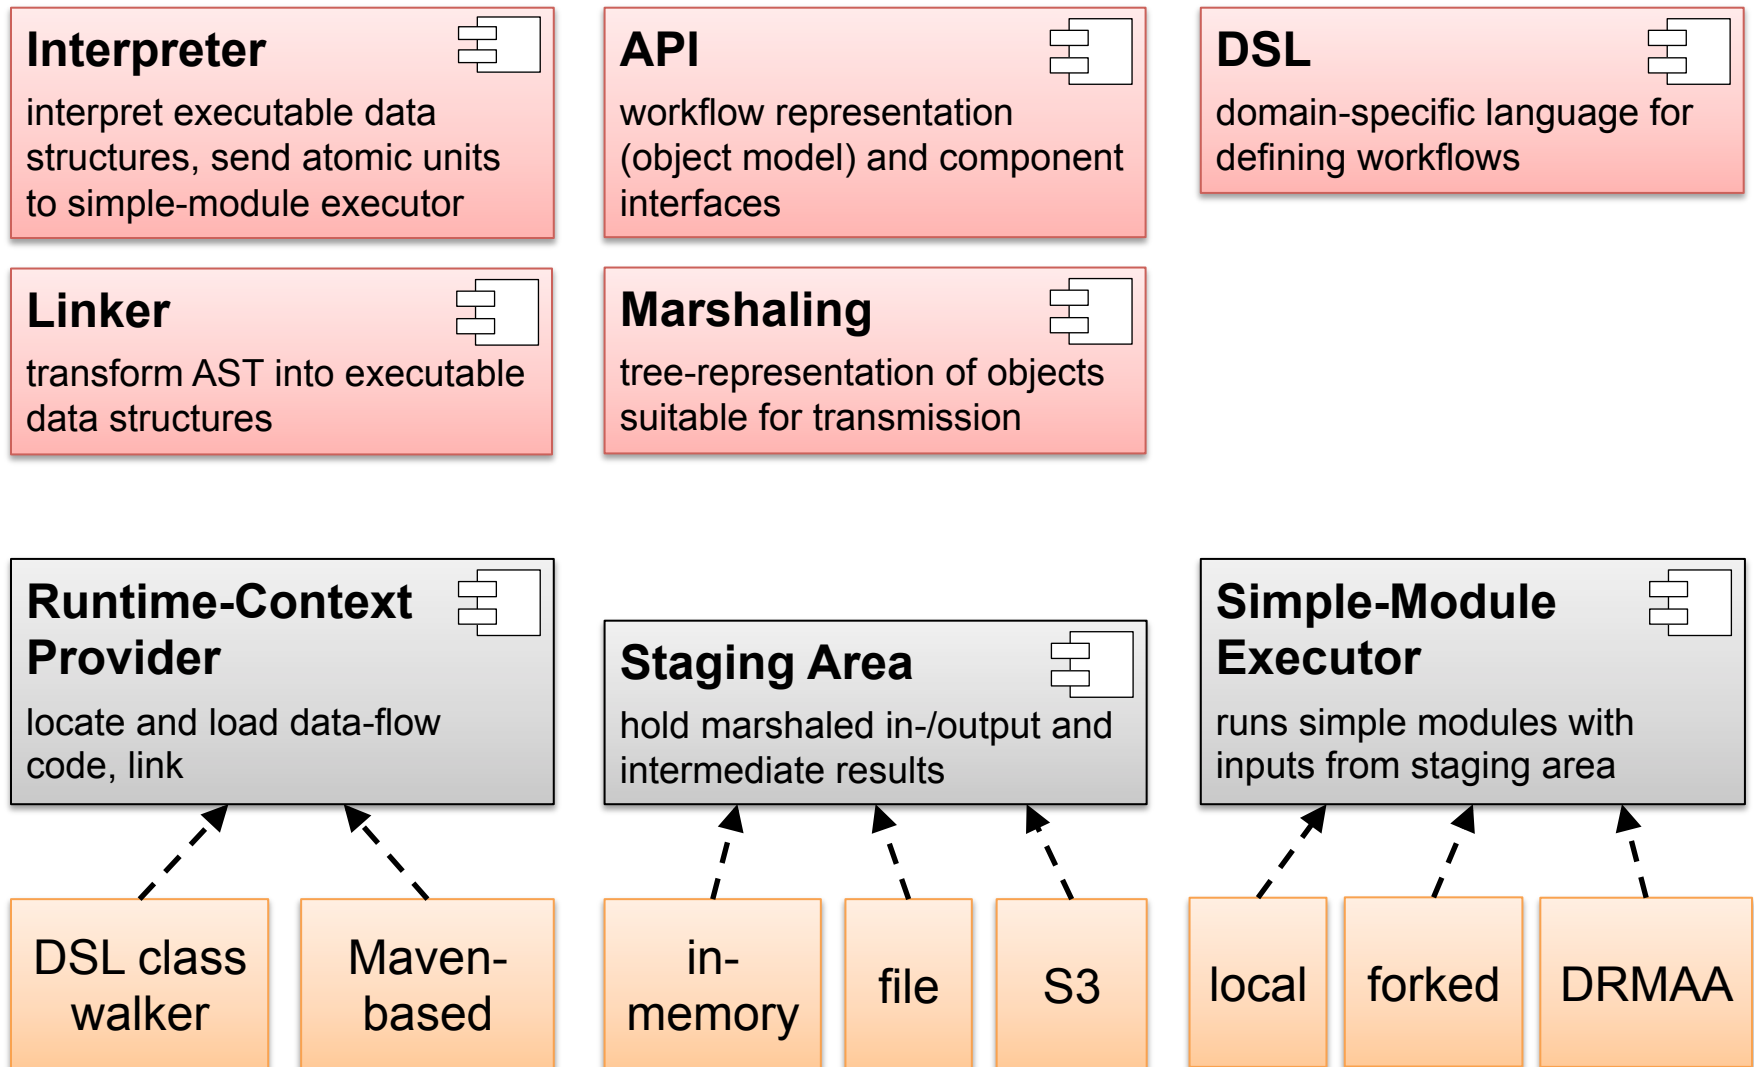 Interpreter
interpret executable data
structures, send atomic units
to simple-module executor
API
workflow representation
(object model) and component
interfaces
DSL
domain-specific language for
defining workflows
Linker
transform AST into executable
data structures
Marshaling
tree-representation of objects
suitable for transmission
Runtime-Context
Provider
locate and load data-flow
code, link
Staging Area
hold marshaled in-/output and
intermediate results
Simple-Module
Executor
runs simple modules with
inputs from staging area
DSL class
walker
Maven-
based
in-
memory
file
S3
local
forked
DRMAA